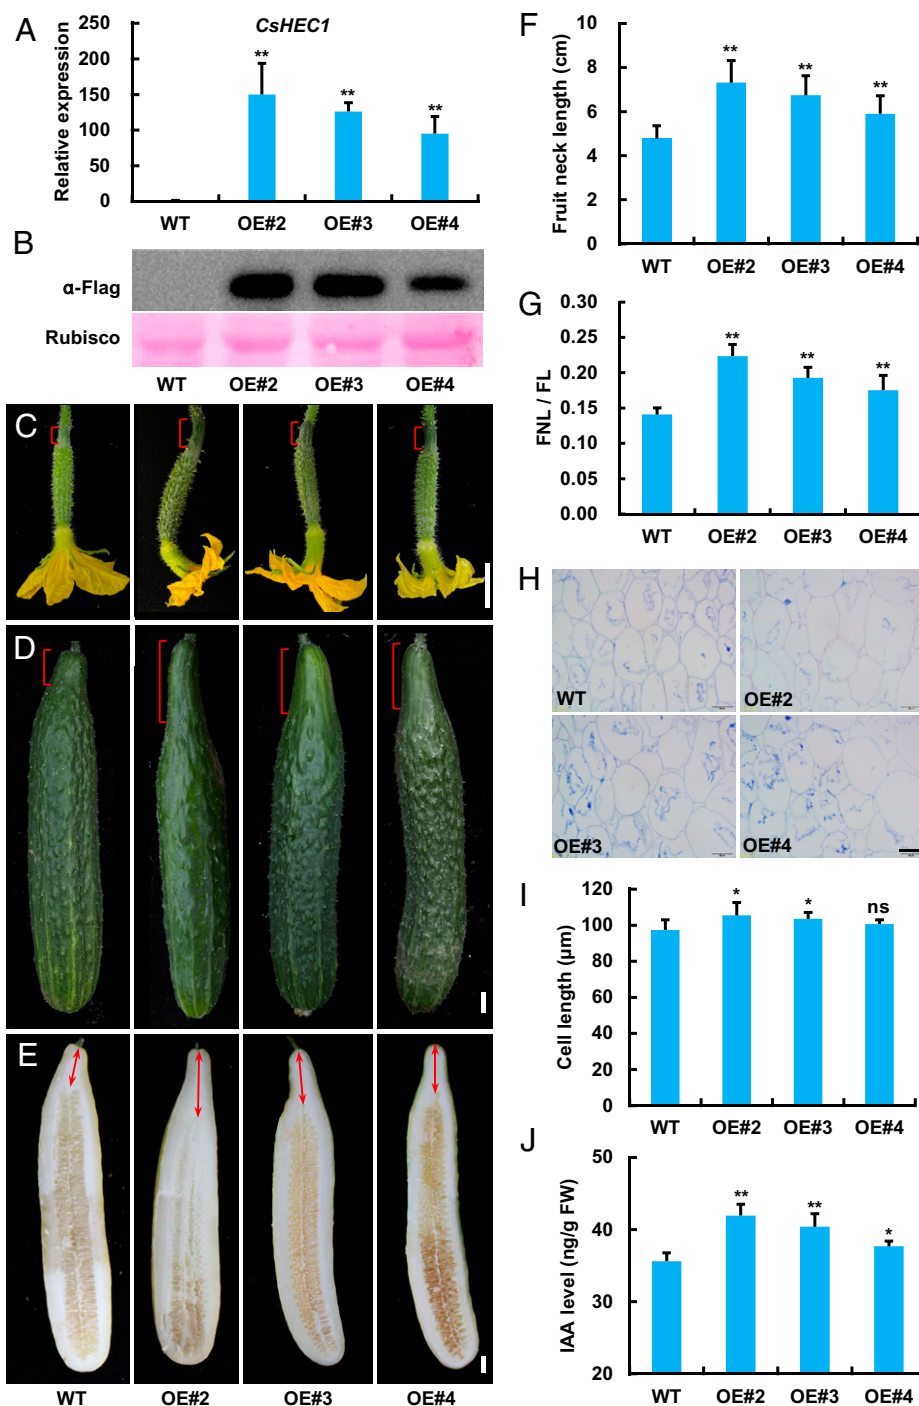 A
CsHEC1
Relative expression
250
200
150
100
50
0
**
**
**
WT OE#2 OE#3 OE#4
B
α-Flag
Rubisco
WT OE#2 OE#3 OE#4
C
D
E
WT OE#2 OE#3 OE#4
F
Fruit neck length (cm)
10
8
6
4
2
0
**
**
**
WT OE#2 OE#3 OE#4
G
FNL / FL
0.30
0.25
0.20
0.15
0.10
0.05
0.00
**
**
**
WT OE#2 OE#3 OE#4
H
WT
OE#2
OE#3
OE#4
I
Cell length (μm)
120
100
80
60
40
20
0
*
*
ns
WT OE#2 OE#3 OE#4
J
IAA level (ng/g FW)
50
40
30
20
**
**
*
WT OE#2 OE#3 OE#4